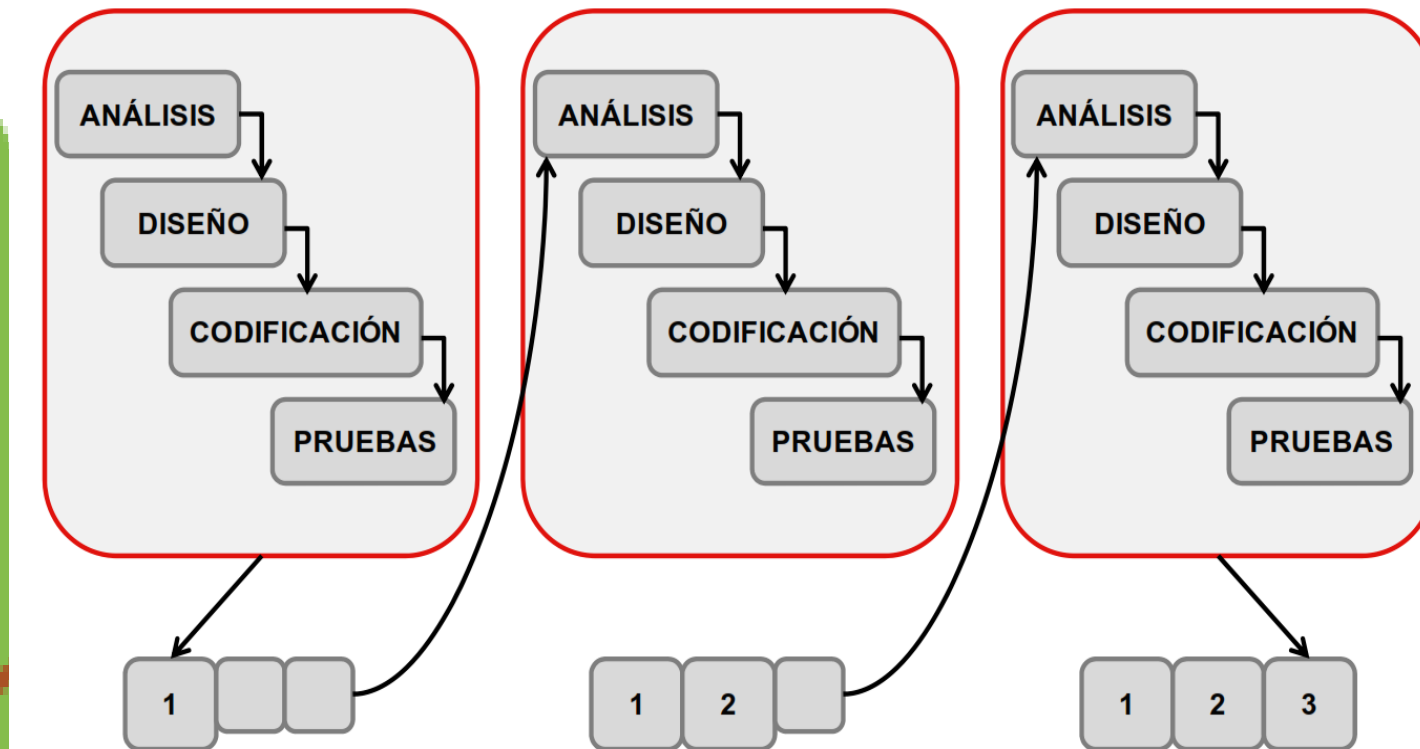 ANÁLISIS
DISEÑO
CODIFICACIÓN
PRUEBAS
1
ANÁLISIS
DISEÑO
CODIFICACIÓN
PRUEBAS
1 2
ANÁLISIS
DISEÑO
CODIFICACIÓN
PRUEBAS
1 2 3